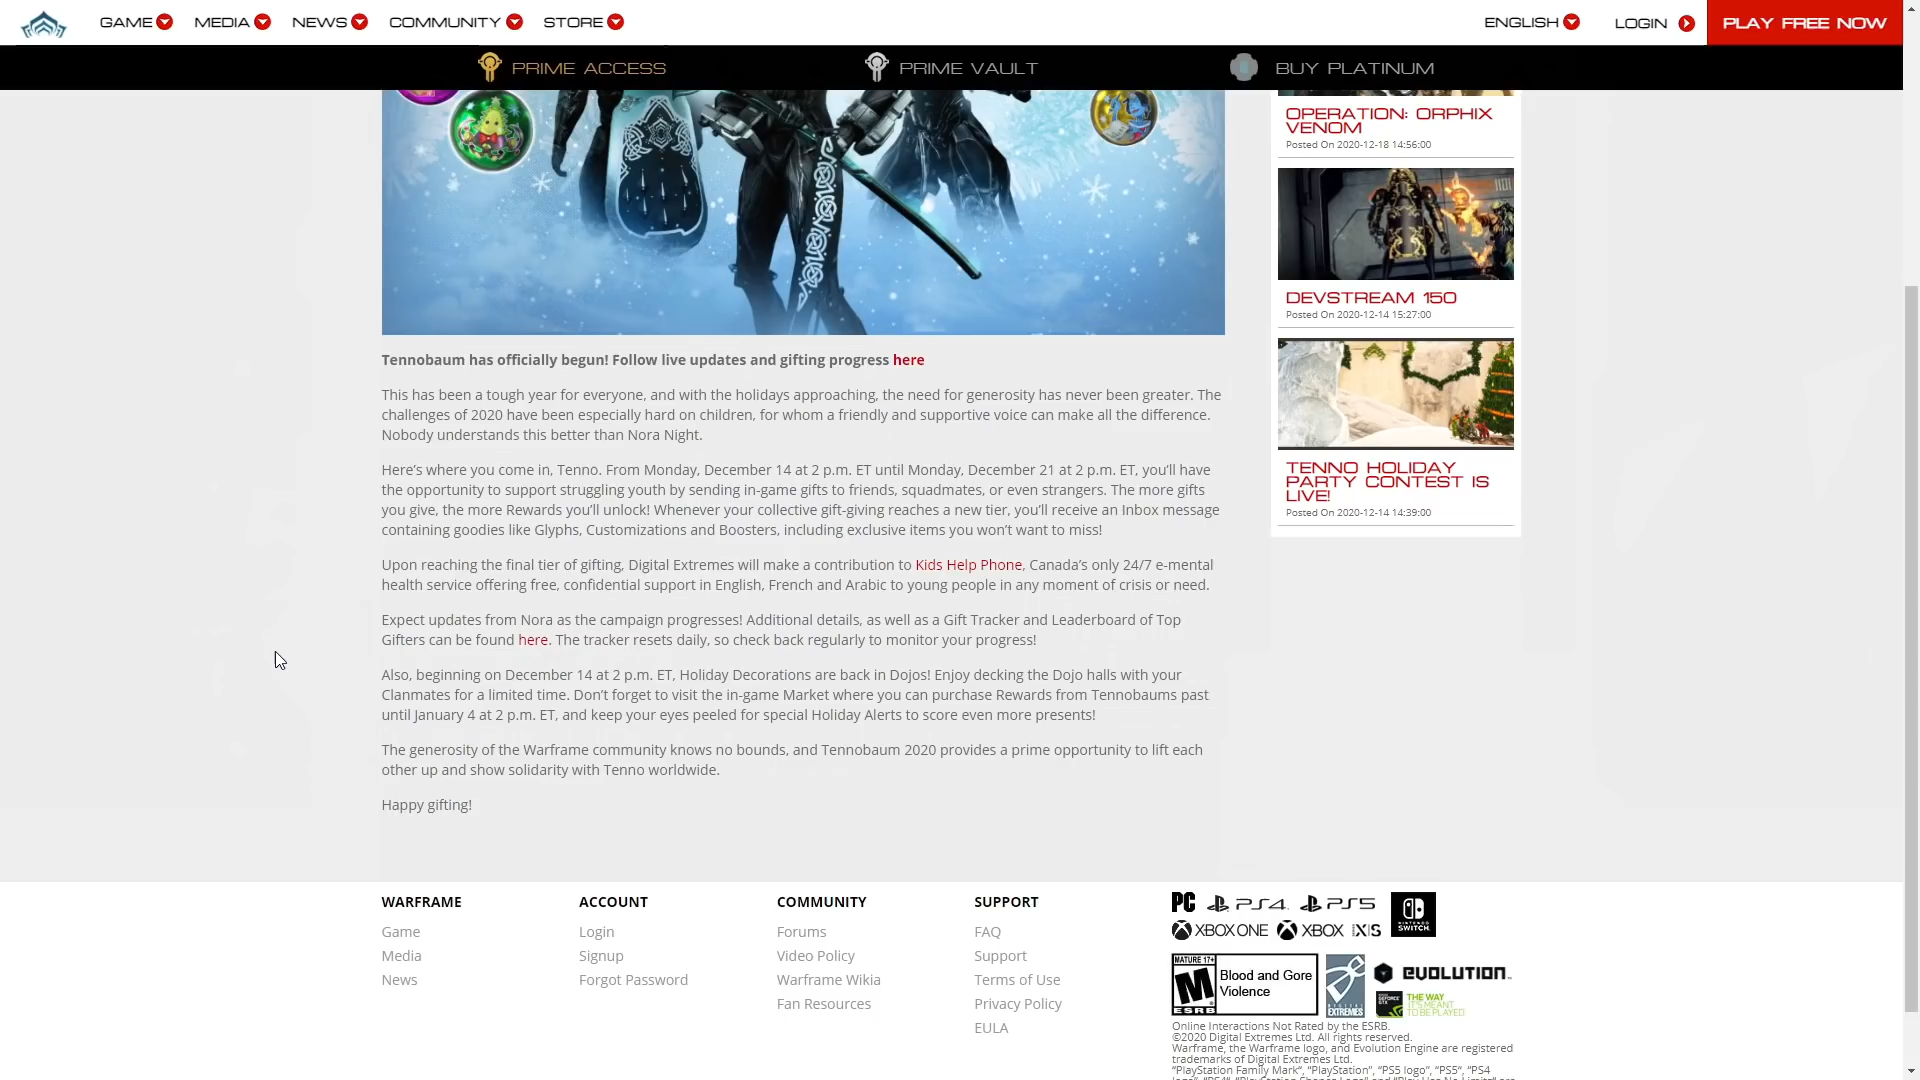 GAME MEDIA NEWS COMMUNITY STORE ENGLISH LOGIN PLAY FREE NOW
PRIME ACCESS PRIME VAULT BUY PLATINUM
Tennobaum has officially begun! Follow live updates and gifting progress here
This has been a tough year for everyone, and with the holidays approaching, the need for generosity has never been greater. The
challenges of 2020 have been especially hard on children, for whom a friendly and supportive voice can make all the difference.
Nobody understands this better than Nora Night.
Here’s where you come in, Tenno. From Monday, December 14 at 2 p.m. ET until Monday, December 21 at 2 p.m. ET, you’ll have
the opportunity to support struggling youth by sending in-game gifts to friends, squadmates, or even strangers. The more gifts
you give, the more Rewards you’ll unlock! Whenever your collective gift-giving reaches a new tier, you’ll receive an Inbox message
containing goodies like Glyphs, Customizations and Boosters, including exclusive items you won’t want to miss!
Upon reaching the final tier of gifting, Digital Extremes will make a contribution to Kids Help Phone, Canada’s only 24/7 e-mental
health service offering free, confidential support in English, French and Arabic to young people in any moment of crisis or need.
Expect updates from Nora as the campaign progresses! Additional details, as well as a Gift Tracker and Leaderboard of Top
Gifters can be found here. The tracker resets daily, so check back regularly to monitor your progress!
Also, beginning on December 14 at 2 p.m. ET, Holiday Decorations are back in Dojos! Enjoy decking the Dojo halls with your
Clanmates for a limited time. Don’t forget to visit the in-game Market where you can purchase Rewards from Tennobaums past
until January 4 at 2 p.m. ET, and keep your eyes peeled for special Holiday Alerts to score even more presents!
The generosity of the Warframe community knows no bounds, and Tennobaum 2020 provides a prime opportunity to lift each
other up and show solidarity with Tenno worldwide.
Happy gifting!
OPERATION: ORPHIX
VENOM
Posted On 2020-12-18 14:56:00
DEVSTREAM 150
Posted On 2020-12-14 15:27:00
TENNO HOLIDAY
PARTY CONTEST IS
LIVE!
Posted On 2020-12-14 14:39:00
WARFRAME
Game
Media
News
ACCOUNT
Login
Signup
Forgot Password
COMMUNITY
Forums
Video Policy
Warframe Wikia
Fan Resources
SUPPORT
FAQ
Support
Terms of Use
Privacy Policy
EULA
PC PS4 PS5 NINTENDO SWITCH
XBOX ONE XBOX X|S
MATURE 17+
M
ESRB
Blood and Gore
Violence
DIGITAL EXTREMES
EVOLUTION
GEFORCE GTX
THE WAY
IT'S MEANT
TO BE PLAYED
Online Interactions Not Rated by the ESRB.
©2020 Digital Extremes Ltd. All rights reserved.
Warframe, the Warframe logo, and Evolution Engine are registered
trademarks of Digital Extremes Ltd.
“PlayStation Family Mark”, “PlayStation”, “PS5 logo”, “PS5”, “PS4